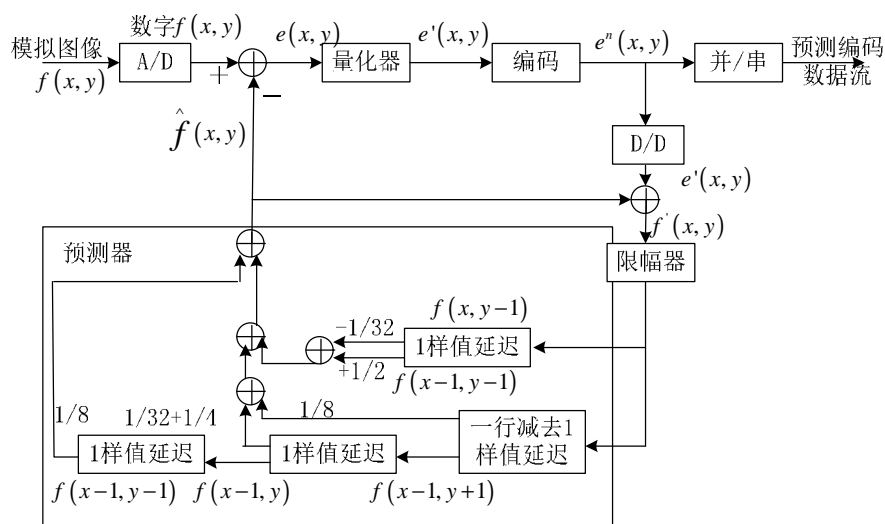 模拟图像
f(x,y)
A/D
数字f(x,y)
+
−
e(x,y)
量化器
e'(x,y)
编码
eⁿ(x,y)
并/串
预测编码
数据流
f̂(x,y)
D/D
e'(x,y)
f'(x,y)
限幅器
预测器
f(x,y−1)
−1/32
+1/2
1样值延迟
f(x−1,y−1)
1/8
1/32+1/4
1/8
一行减去1
样值延迟
1样值延迟
1样值延迟
f(x−1,y−1)
f(x−1,y)
f(x−1,y+1)